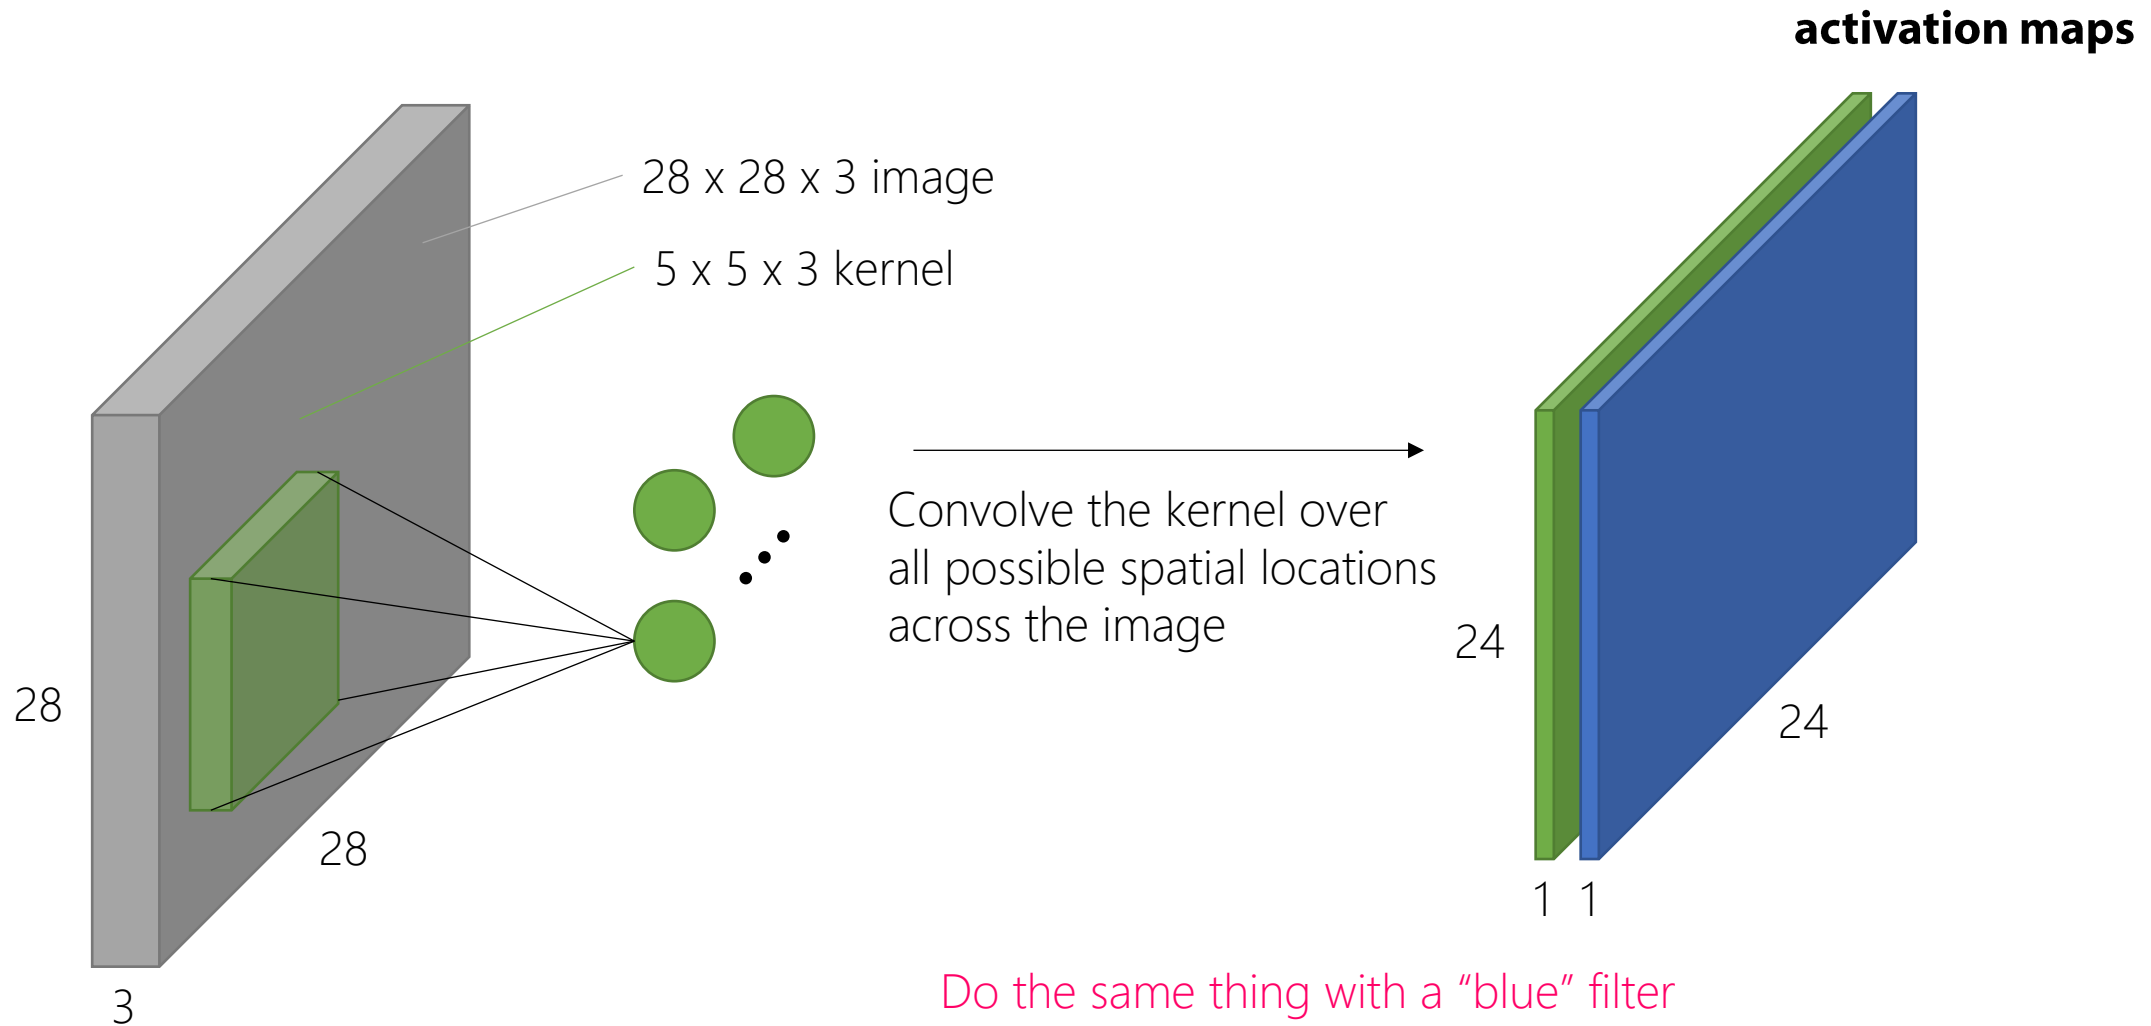 activation maps
28 x 28 x 3 image
5 x 5 x 3 kernel
Convolve the kernel over
all possible spatial locations
across the image
24
28
24
28
1 1
3
Do the same thing with a “blue” filter